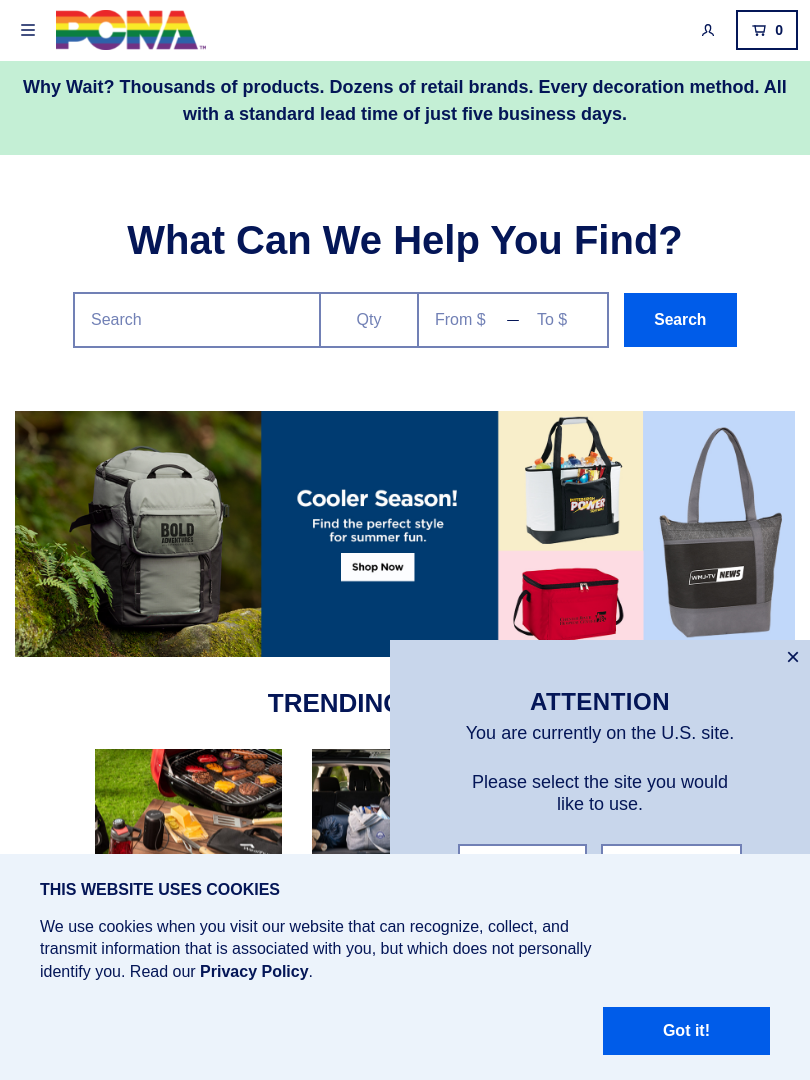 PCNA™
0
Why Wait? Thousands of products. Dozens of retail brands. Every decoration method. All
with a standard lead time of just five business days.
What Can We Help You Find?
Search
Qty
From $
—
To $
Search
BOLD
ADVENTURES
Cooler Season!
Find the perfect style
for summer fun.
Shop Now
POWER
WMJ-TV NEWS
×
TRENDING
ATTENTION
You are currently on the U.S. site.
Please select the site you would
like to use.
THIS WEBSITE USES COOKIES
We use cookies when you visit our website that can recognize, collect, and
transmit information that is associated with you, but which does not personally
identify you. Read our Privacy Policy.
Got it!